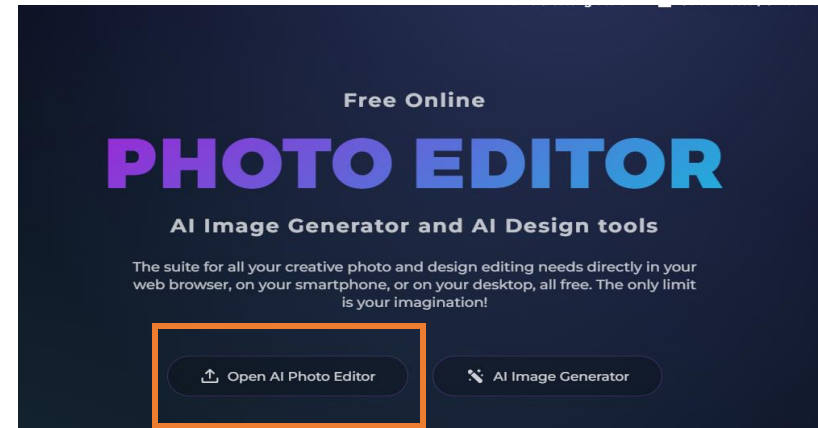 Free Online
PHOTO EDITOR
AI Image Generator and AI Design tools
The suite for all your creative photo and design editing needs directly in your
web browser, on your smartphone, or on your desktop, all free. The only limit
is your imagination!
Open AI Photo Editor
AI Image Generator